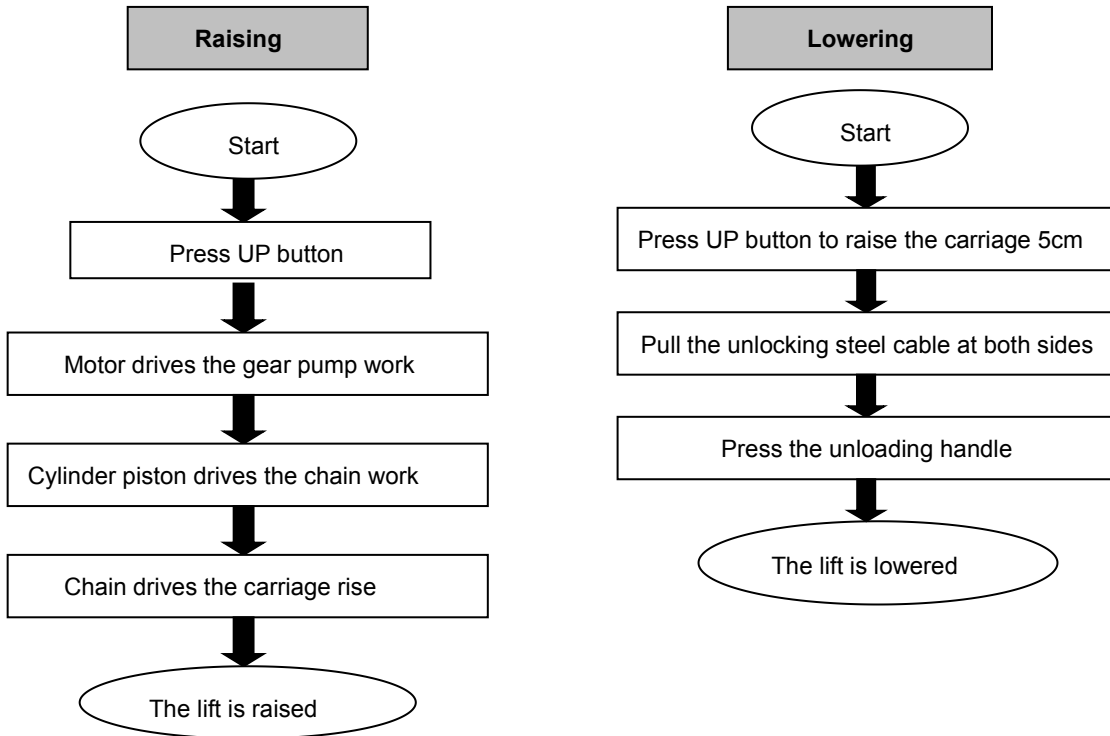 Raising
Start
Press UP button
Motor drives the gear pump work
Cylinder piston drives the chain work
Chain drives the carriage rise
The lift is raised
Lowering
Start
Press UP button to raise the carriage 5cm
Pull the unlocking steel cable at both sides
Press the unloading handle
The lift is lowered